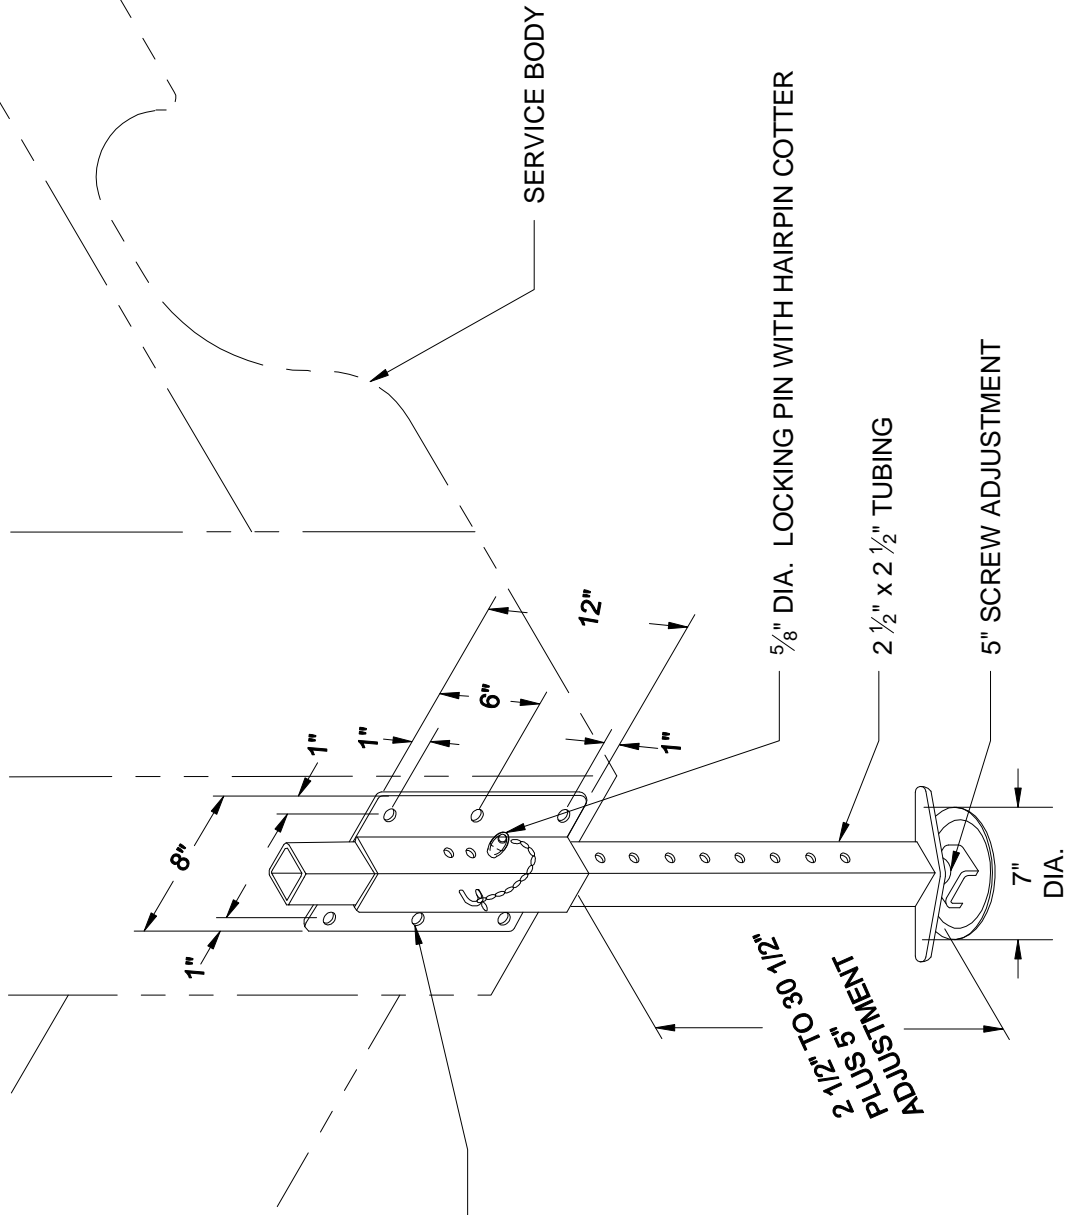 SERVICE BODY
⅝" DIA. LOCKING PIN WITH HAIRPIN COTTER
2 ½" x 2 ½" TUBING
5" SCREW ADJUSTMENT
12"
6"
1"
1"
1"
8"
1"
7"
DIA.
2 1/2" TO 30 1/2"
PLUS 5"
ADJUSTMENT